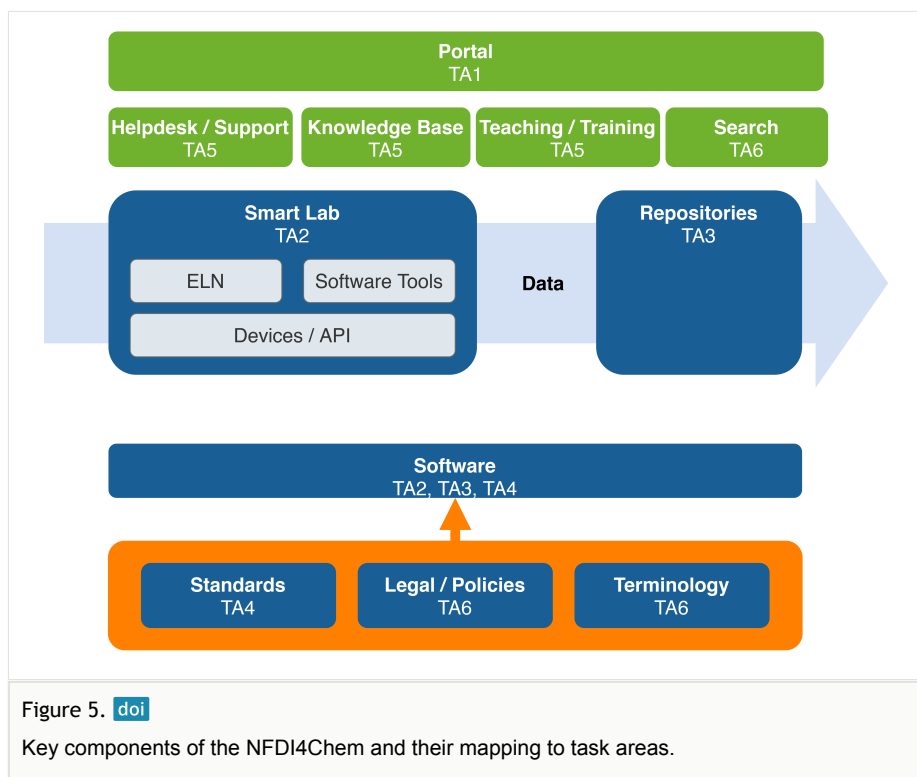 Portal
TA1
Helpdesk / Support
TA5
Knowledge Base
TA5
Teaching / Training
TA5
Search
TA6
Smart Lab
TA2
ELN
Software Tools
Devices / API
Data
Repositories
TA3
Software
TA2, TA3, TA4
Standards
TA4
Legal / Policies
TA6
Terminology
TA6
Figure 5. doi
Key components of the NFDI4Chem and their mapping to task areas.